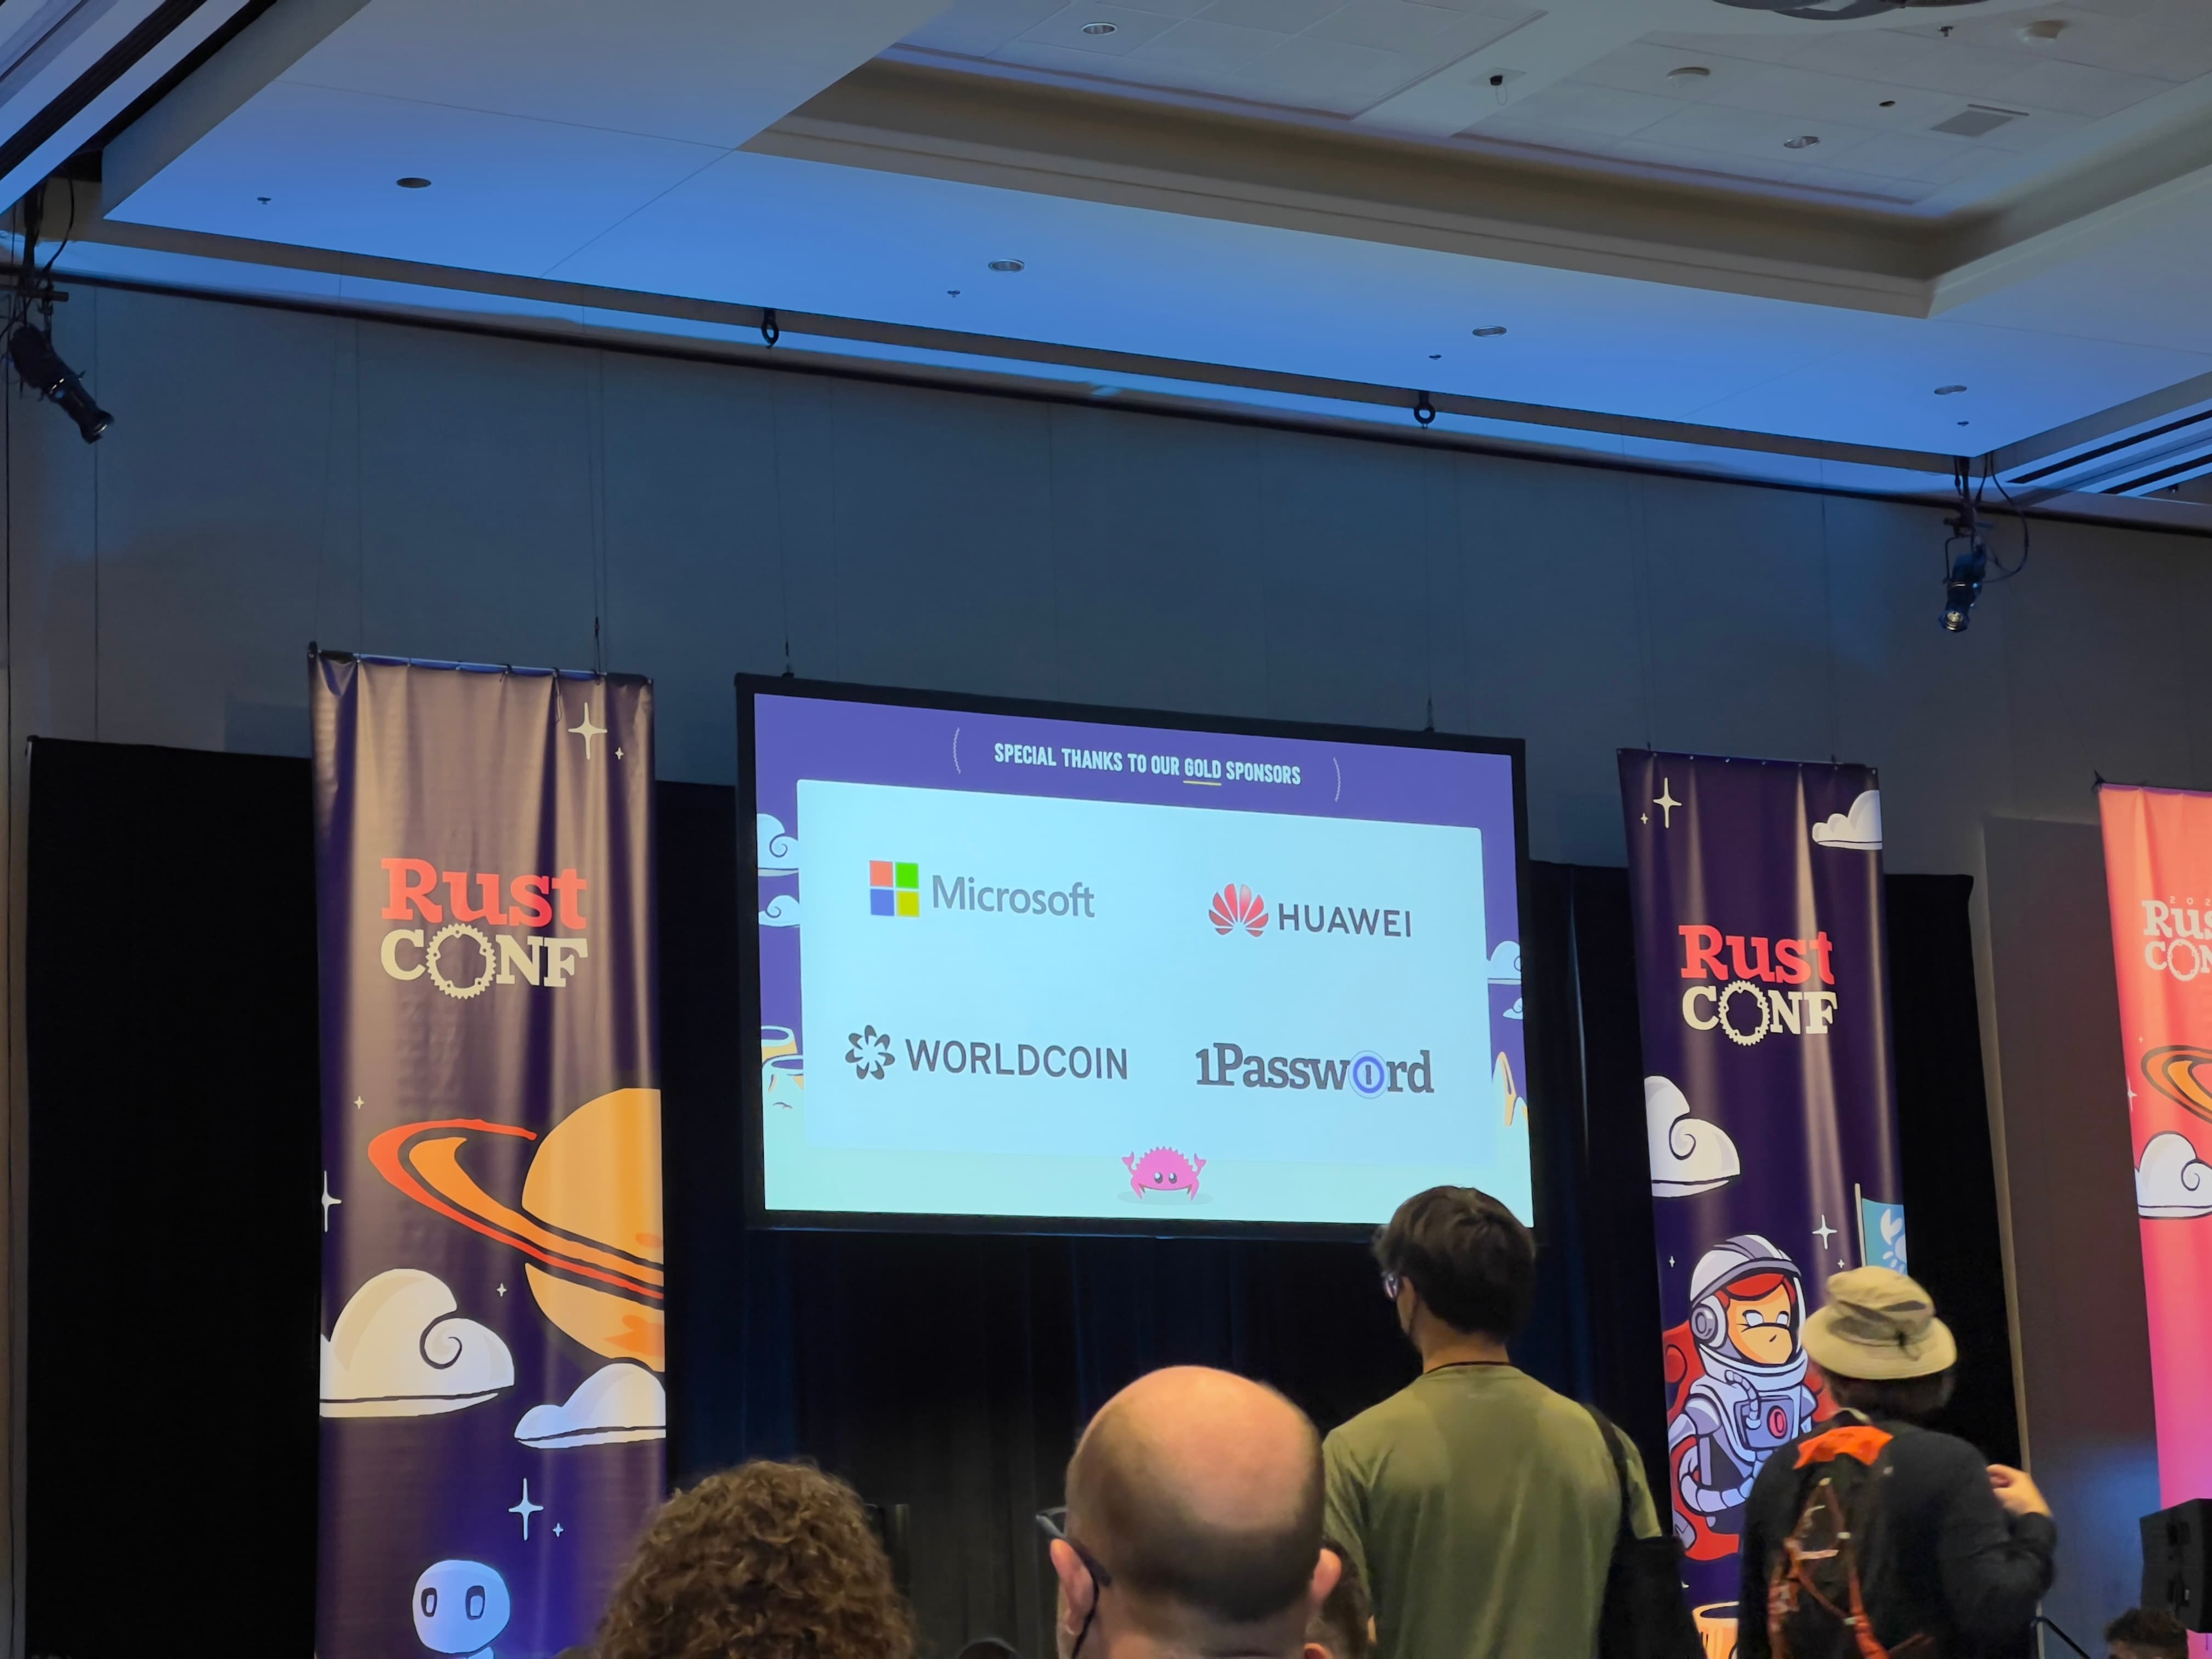 Rust
CONF
SPECIAL THANKS TO OUR GOLD SPONSORS
Microsoft
HUAWEI
WORLDCOIN
1Password
Rust
CONF